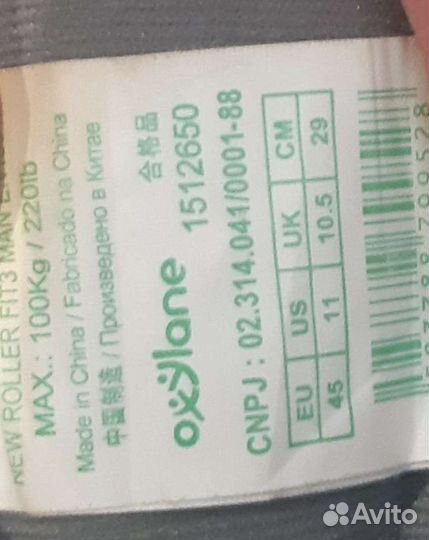 NEW ROLLER FIT3 MAN
MAX.: 100Kg / 220lb
Made in China / Fabricado na China
中国制造 / Произведено в Китае
合格品
oxylane 1512650
CNPJ : 02.314.041/0001-88
EU US UK CM
45 11 10.5 29
Avito